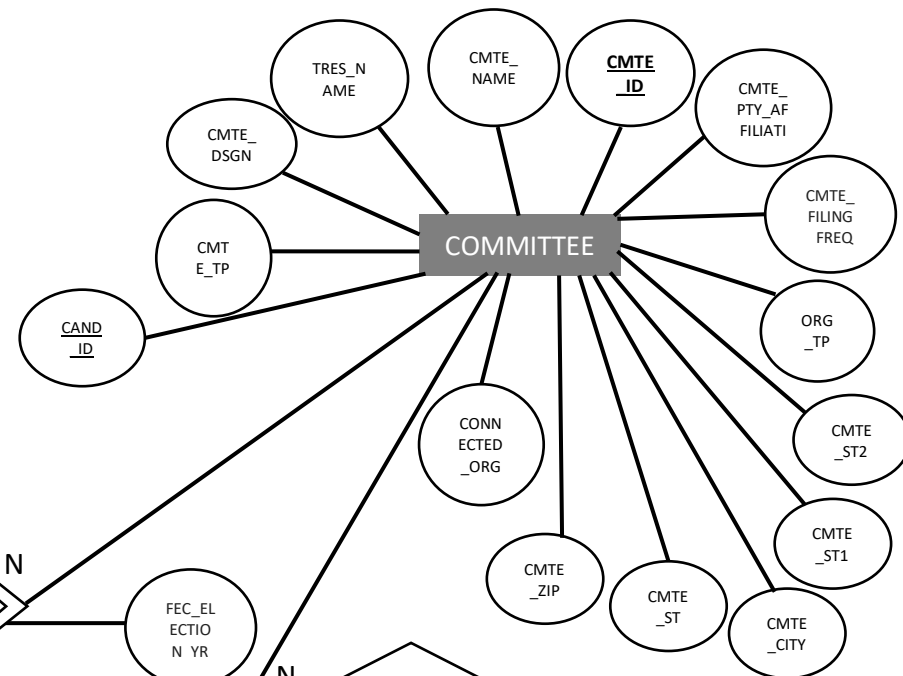 TRES_N
AME
CMTE_
NAME
CMTE
_ID
CMTE_
PTY_AF
FILIATI
CMTE_
DSGN
CMTE_
FILING
FREQ
CMT
E_TP
COMMITTEE
CAND
_ID
ORG
_TP
CONN
ECTED
_ORG
CMTE
_ST2
CMTE
_ST1
CMTE
_ZIP
CMTE
_ST
CMTE
_CITY
N
FEC_EL
ECTIO
N YR
N